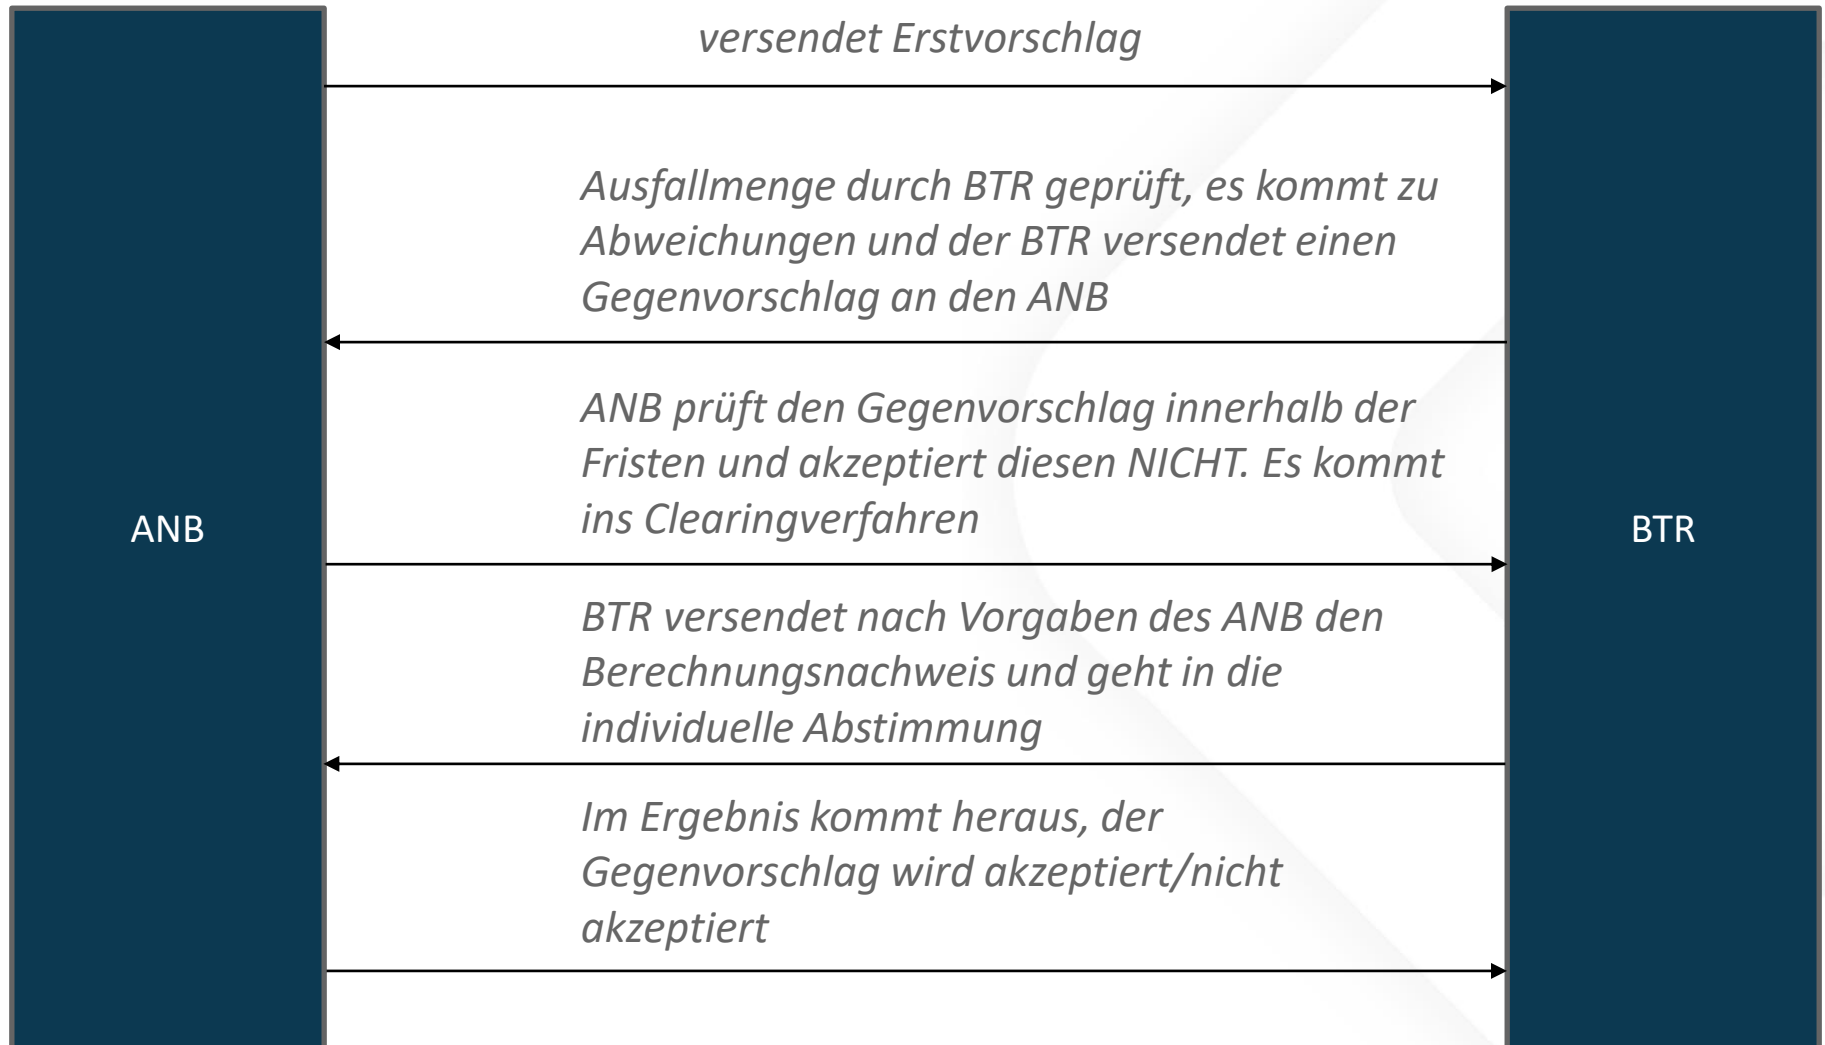 versendet Erstvorschlag
Ausfallmenge durch BTR geprüft, es kommt zu
Abweichungen und der BTR versendet einen
Gegenvorschlag an den ANB
ANB prüft den Gegenvorschlag innerhalb der
Fristen und akzeptiert diesen NICHT. Es kommt
ins Clearingverfahren
ANB
BTR
BTR versendet nach Vorgaben des ANB den
Berechnungsnachweis und geht in die
individuelle Abstimmung
Im Ergebnis kommt heraus, der
Gegenvorschlag wird akzeptiert/nicht
akzeptiert